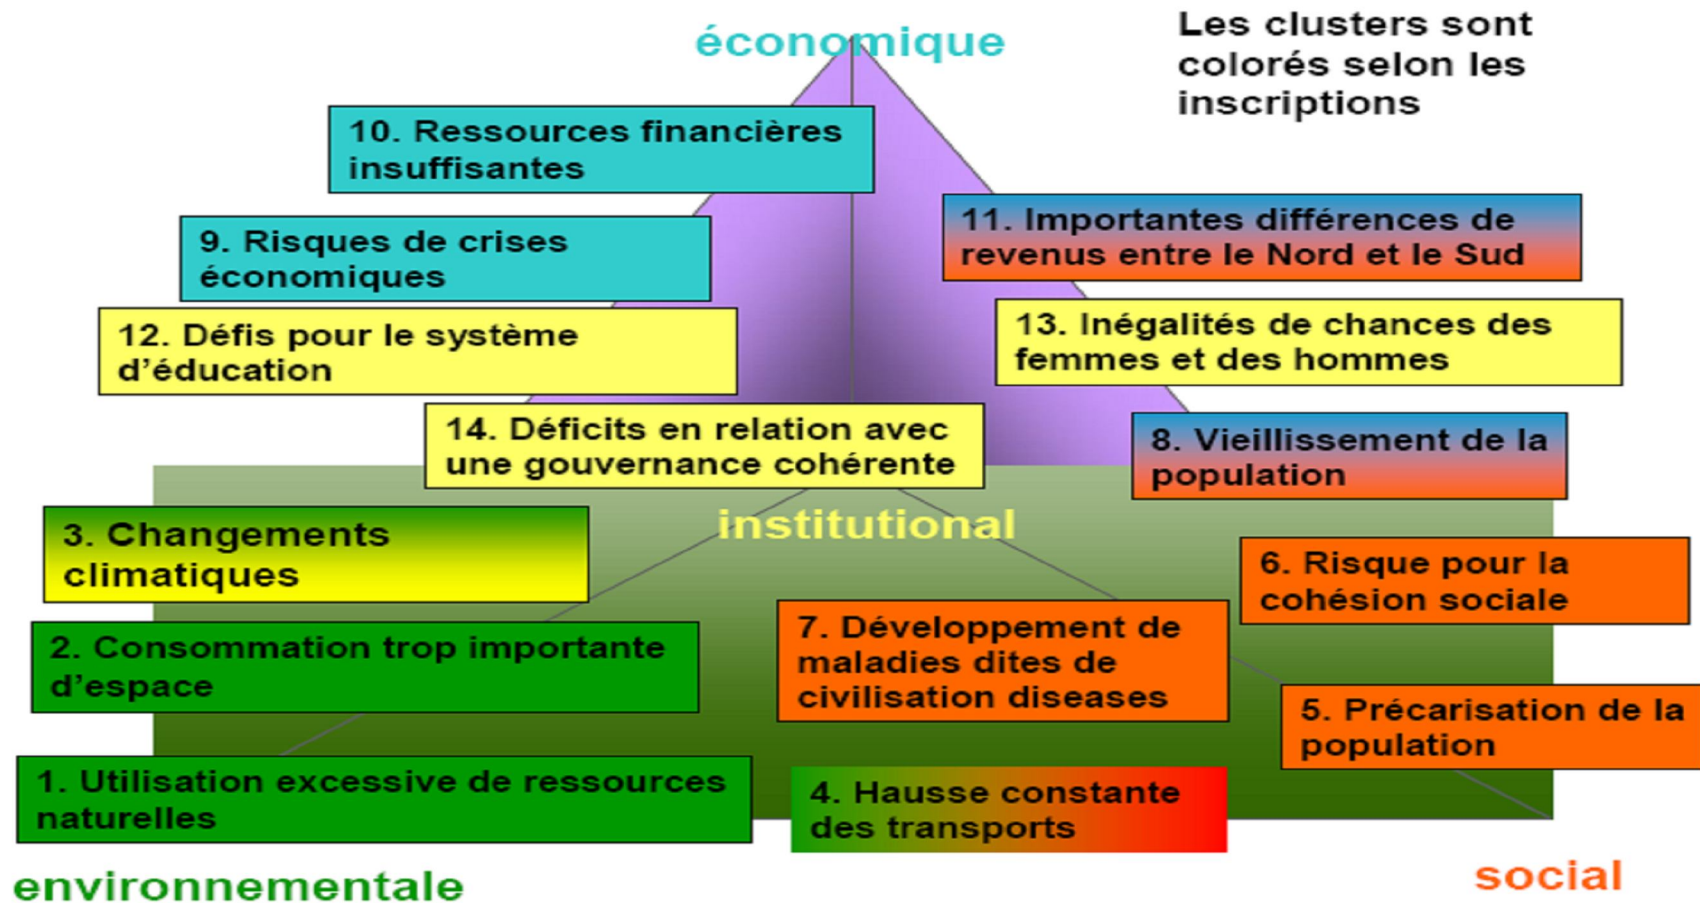 économique
Les clusters sont
colorés selon les
inscriptions
10. Ressources financières
insuffisantes
11. Importantes différences de
revenus entre le Nord et le Sud
9. Risques de crises
économiques
13. Inégalités de chances des
femmes et des hommes
12. Défis pour le système
d'éducation
14. Déficits en relation avec
une gouvernance cohérente
8. Vieillissement de la
population
institutional
3. Changements
climatiques
6. Risque pour la
cohésion sociale
7. Développement de
maladies dites de
civilisation diseases
2. Consommation trop importante
d'espace
5. Précarisation de la
population
1. Utilisation excessive de ressources
naturelles
4. Hausse constante
des transports
environnementale
social